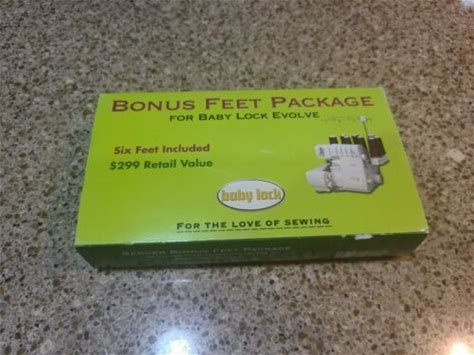 BONUS FEET PACKAGE
FOR BABY LOCK EVOLVE
Six Feet Included
$299 Retail Value
baby lock
FOR THE LOVE OF SEWING
SERGER BONUS FEET PACKAGE